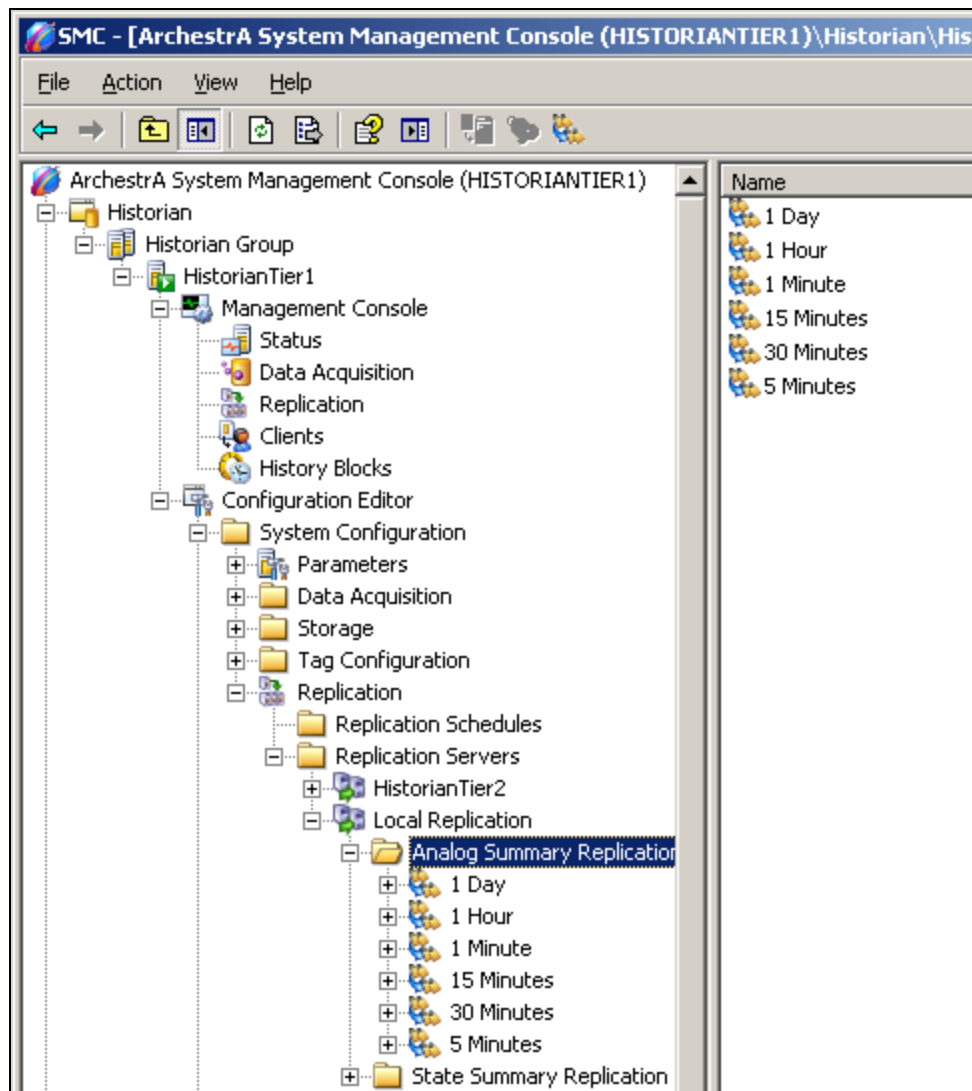 SMC - [ArchestrA System Management Console (HISTORIANTIER1)\Historian\His
File Action View Help
ArchestrA System Management Console (HISTORIANTIER1)
Historian
Historian Group
HistorianTier1
Management Console
Status
Data Acquisition
Replication
Clients
History Blocks
Configuration Editor
System Configuration
Parameters
Data Acquisition
Storage
Tag Configuration
Replication
Replication Schedules
Replication Servers
HistorianTier2
Local Replication
Analog Summary Replication
1 Day
1 Hour
1 Minute
15 Minutes
30 Minutes
5 Minutes
State Summary Replication
Name
1 Day
1 Hour
1 Minute
15 Minutes
30 Minutes
5 Minutes